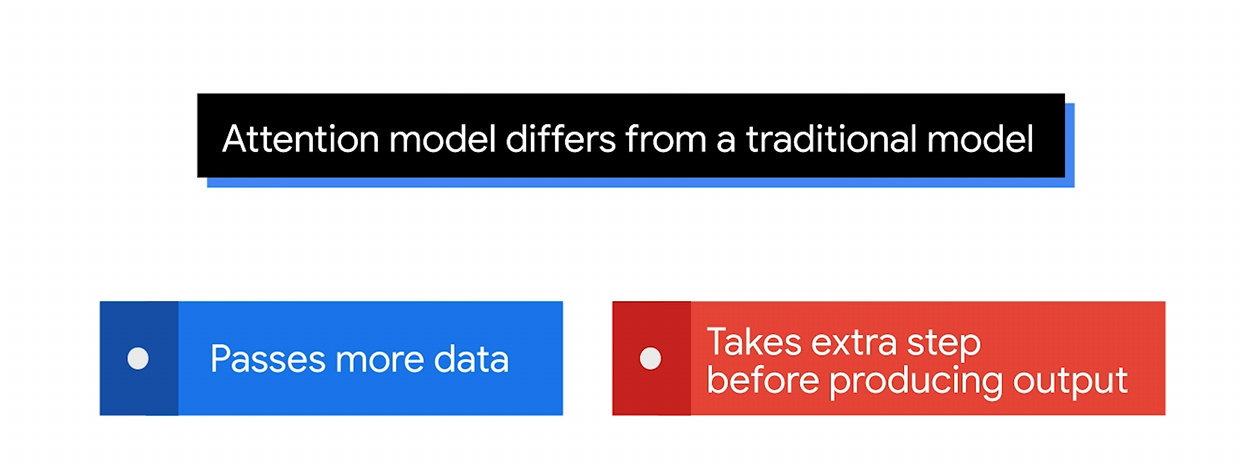 Attention model differs from a traditional model
Passes more data
Takes extra step
before producing output